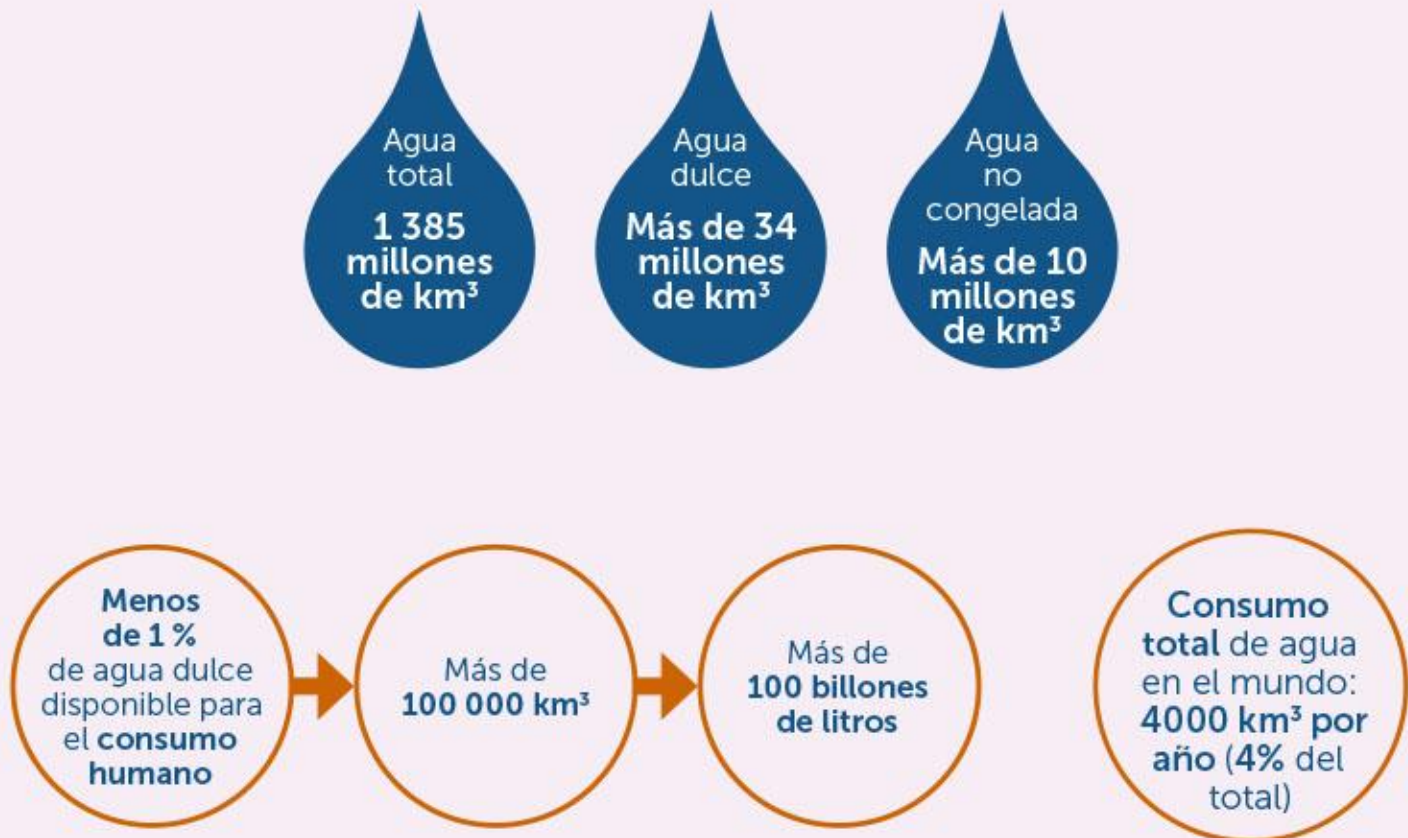 Agua
total
1 385
millones
de km³
Agua
dulce
Más de 34
millones
de km³
Agua
no
congelada
Más de 10
millones
de km³
Menos
de 1 %
de agua dulce
disponible para
el consumo
humano
Más de
100 000 km³
Más de
100 billones
de litros
Consumo
total de agua
en el mundo:
4000 km³ por
año (4% del
total)